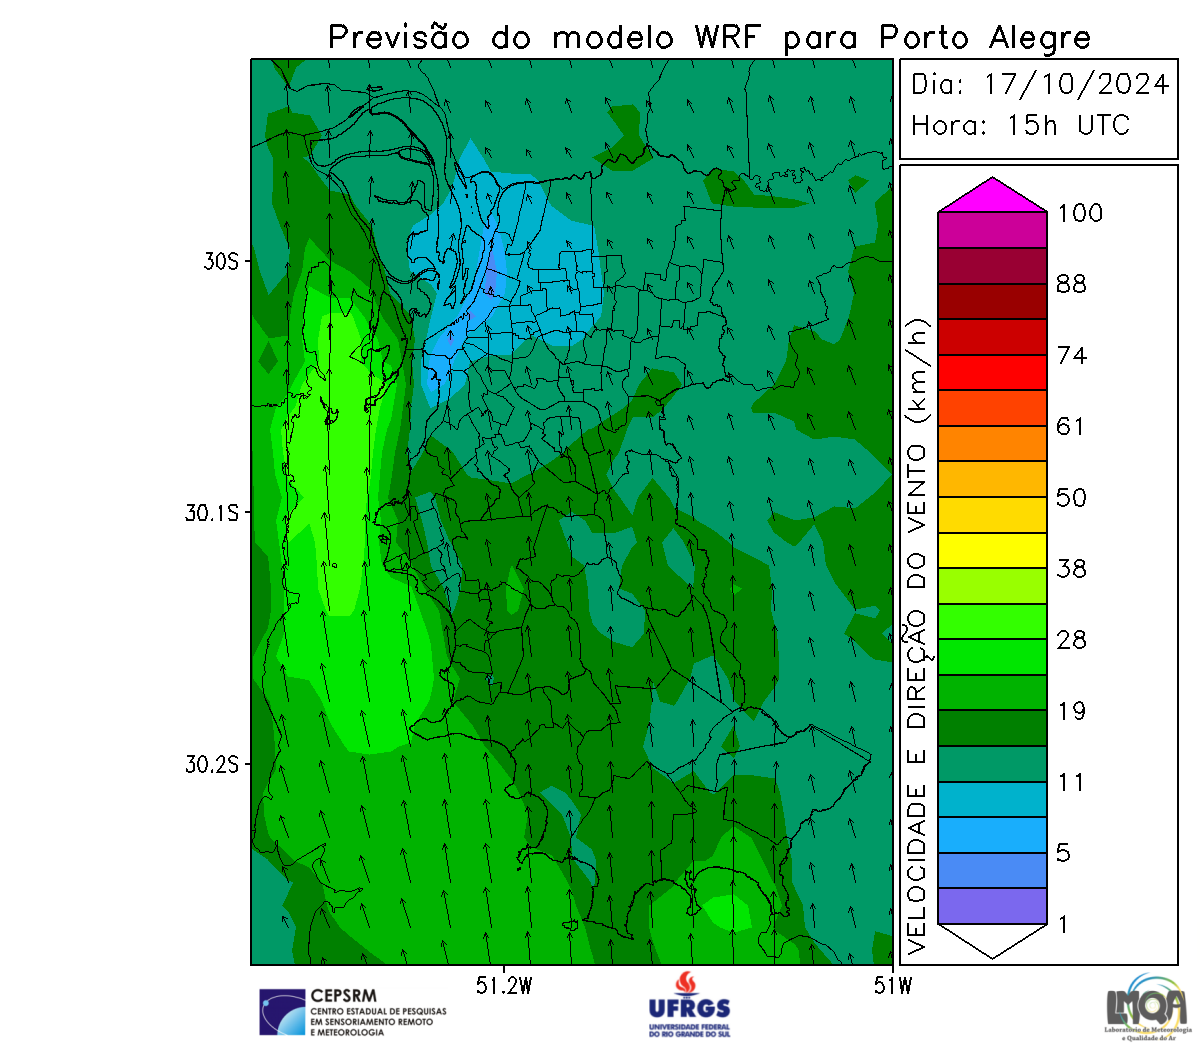 Previsão do modelo WRF para Porto Alegre
Dia: 17/10/2024
Hora: 15h UTC
30S
30.1S
30.2S
51.2W
51W
VELOCIDADE E DIREÇÃO DO VENTO (km/h)
100
88
74
61
50
38
28
19
11
5
1
CEPSRM
CENTRO ESTADUAL DE PESQUISAS
EM SENSORIAMENTO REMOTO
E METEOROLOGIA
UFRGS
UNIVERSIDADE FEDERAL
DO RIO GRANDE DO SUL
LMQA
Laboratório de Meteorologia
e Qualidade do Ar